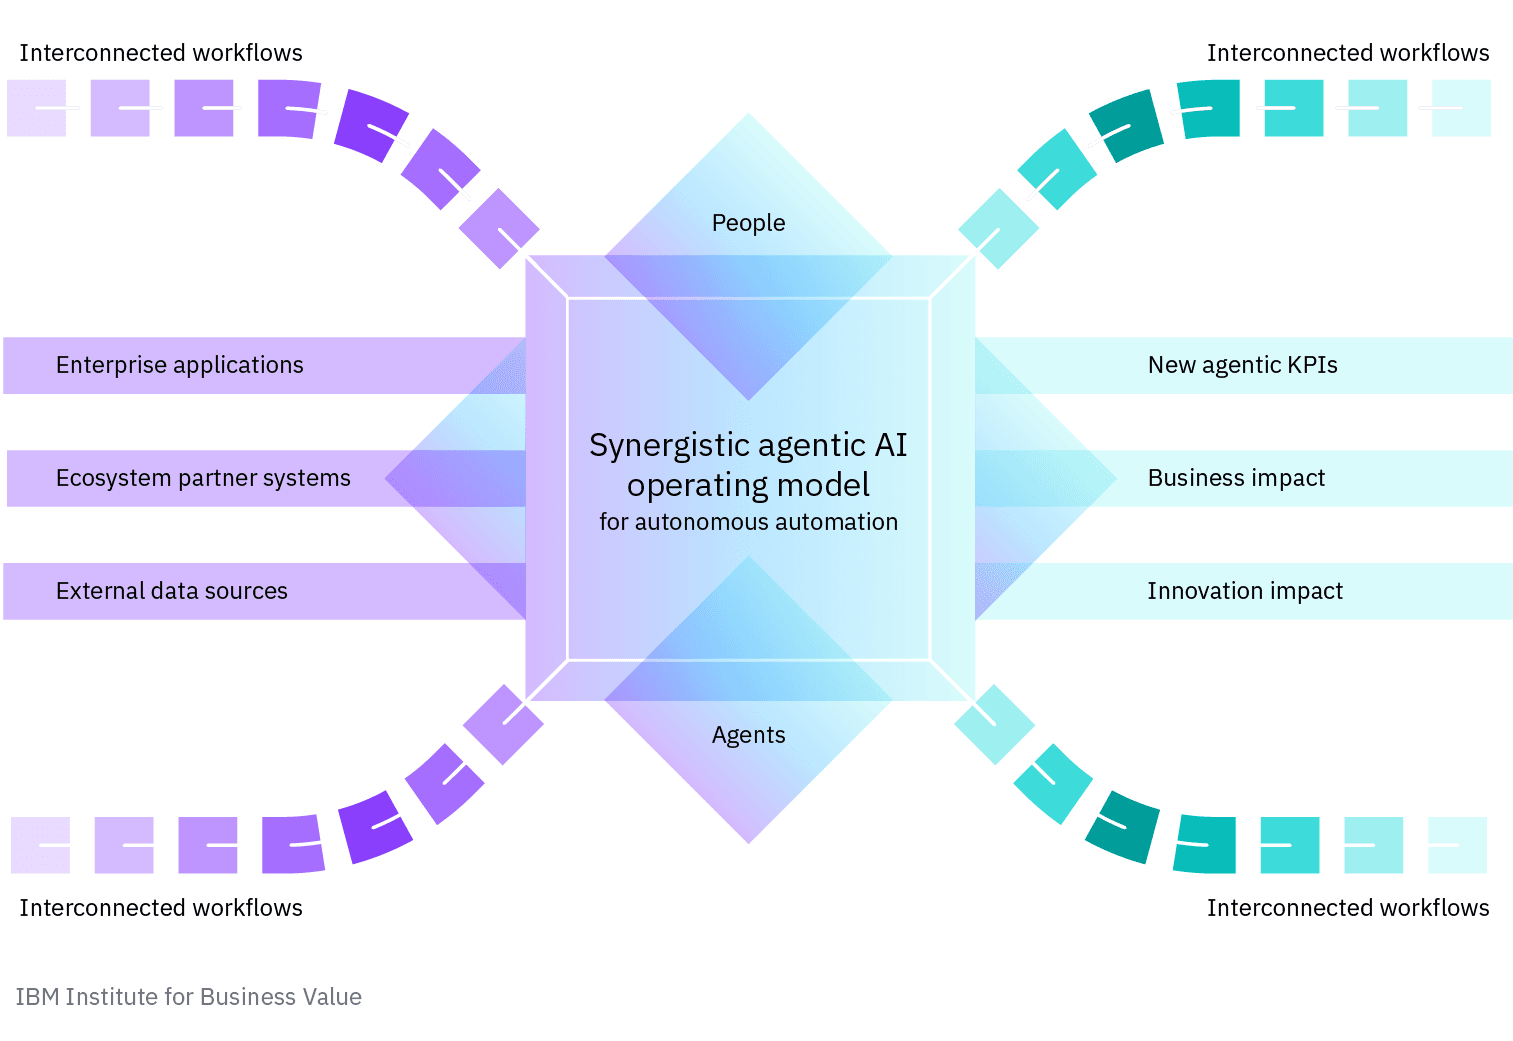 Interconnected workflows
Interconnected workflows
People
Enterprise applications
New agentic KPIs
Synergistic agentic AI
operating model
for autonomous automation
Ecosystem partner systems
Business impact
External data sources
Innovation impact
Agents
Interconnected workflows
Interconnected workflows
IBM Institute for Business Value